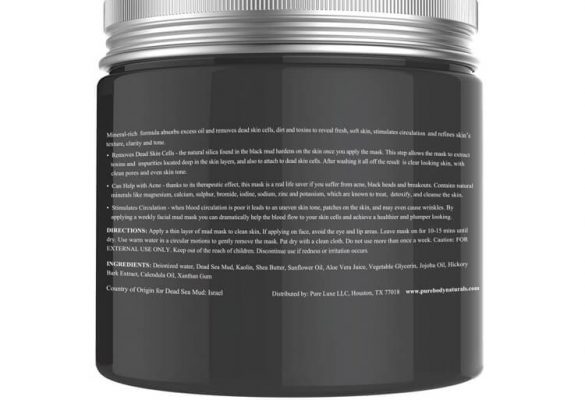 Mineral-rich formula absorbs excess oil and removes dead skin cells, dirt and toxins to reveal fresh, soft skin, stimulates circulation and refines skin's
texture, clarity and tone.
• Removes Dead Skin Cells - the natural silica found in the black mud hardens on the skin once you apply the mask. This step allows the mask to extract
toxins and impurities located deep in the skin layers, and also to attach to dead skin cells. After washing it all off the result is clear looking skin, with
clean pores and even skin tone.
• Can Help with Acne - thanks to its therapeutic effect, this mask is a real life saver if you suffer from acne, black heads and breakouts. Contains natural
minerals like magnesium, calcium, sulphur, bromide, iodine, sodium, zinc and potassium, which are known to treat, detoxify, and cleanse the skin.
• Stimulates Circulation - when blood circulation is poor it leads to an uneven skin tone, patches on the skin, and may even cause wrinkles. By
applying a weekly facial mud mask you can dramatically help the blood flow to your skin cells and achieve a healthier and plumper looking.
DIRECTIONS: Apply a thin layer of mud mask to clean skin. If applying on face, avoid the eye and lip areas. Leave mask on for 10-15 mins until
dry. Use warm water in a circular motions to gently remove the mask. Pat dry with a clean cloth. Do not use more than once a week. Caution: FOR
EXTERNAL USE ONLY. Keep out of the reach of children. Discontinue use if redness or irritation occurs.
INGREDIENTS: Deionized water, Dead Sea Mud, Kaolin, Shea Butter, Sunflower Oil, Aloe Vera Juice, Vegetable Glycerin, Jojoba Oil, Hickory
Bark Extract, Calendula Oil, Xanthan Gum
Country of Origin for Dead Sea Mud: Israel Distributed by: Pure Luxe LLC, Houston, TX 77018 www.purebodynaturals.com